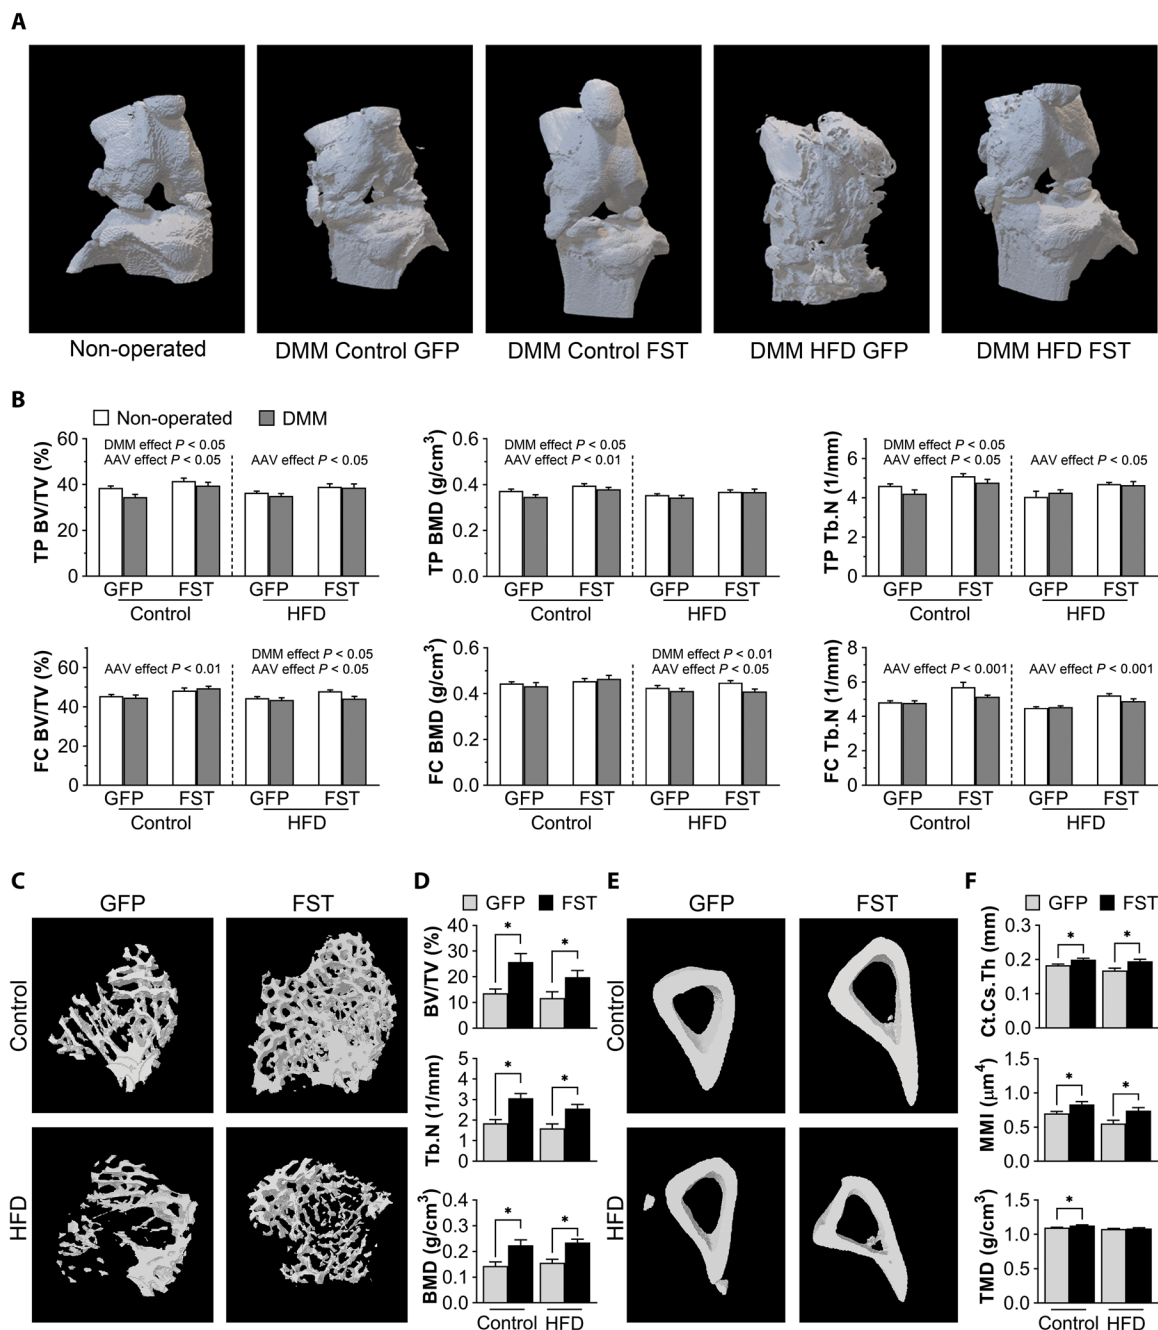 A
Non-operated
DMM Control GFP
DMM Control FST
DMM HFD GFP
DMM HFD FST
B
Non-operated
DMM
TP BV/TV (%)
60
40
20
0
DMM effect P < 0.05
AAV effect P < 0.05
AAV effect P < 0.05
GFP
FST
GFP
FST
Control
HFD
TP BMD (g/cm³)
0.6
0.4
0.2
0.0
DMM effect P < 0.05
AAV effect P < 0.01
GFP
FST
GFP
FST
Control
HFD
TP Tb.N (1/mm)
6
4
2
0
DMM effect P < 0.05
AAV effect P < 0.05
AAV effect P < 0.05
GFP
FST
GFP
FST
Control
HFD
FC BV/TV (%)
60
40
20
0
AAV effect P < 0.01
DMM effect P < 0.05
AAV effect P < 0.05
GFP
FST
GFP
FST
Control
HFD
FC BMD (g/cm³)
0.6
0.4
0.2
0.0
DMM effect P < 0.01
AAV effect P < 0.05
GFP
FST
GFP
FST
Control
HFD
FC Tb.N (1/mm)
8
6
4
2
0
AAV effect P < 0.001
AAV effect P < 0.001
GFP
FST
GFP
FST
Control
HFD
C
GFP
FST
Control
HFD
D
GFP
FST
BV/TV (%)
40
30
20
10
0
*
*
Tb.N (1/mm)
5
4
3
2
1
0
*
*
BMD (g/cm³)
0.4
0.3
0.2
0.1
0.0
*
*
Control
HFD
E
GFP
FST
Control
HFD
F
GFP
FST
Ct.Cs.Th (mm)
0.3
0.2
0.1
0.0
*
*
MMI (μm⁴)
1.5
1.0
0.5
0.0
*
*
TMD (g/cm³)
1.5
1.0
0.5
0.0
*
Control
HFD